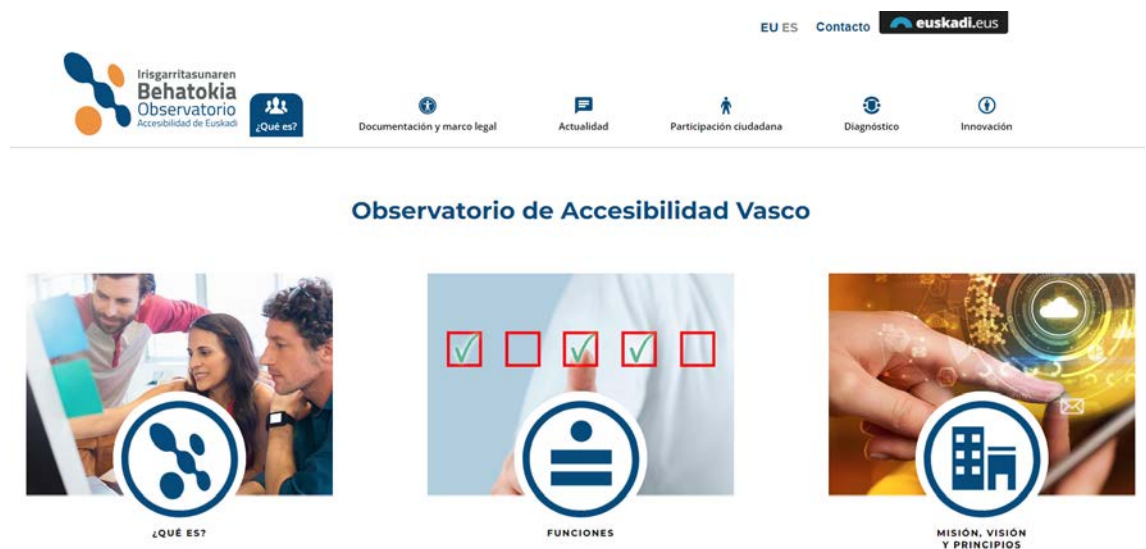 EU ES Contacto euskadi.eus
Irisgarritasunaren
Behatokia
Observatorio
Accesibilidad de Euskadi
¿Qué es?
Documentación y marco legal
Actualidad
Participación ciudadana
Diagnóstico
Innovación
Observatorio de Accesibilidad Vasco
¿QUÉ ES?
FUNCIONES
MISIÓN, VISIÓN
Y PRINCIPIOS